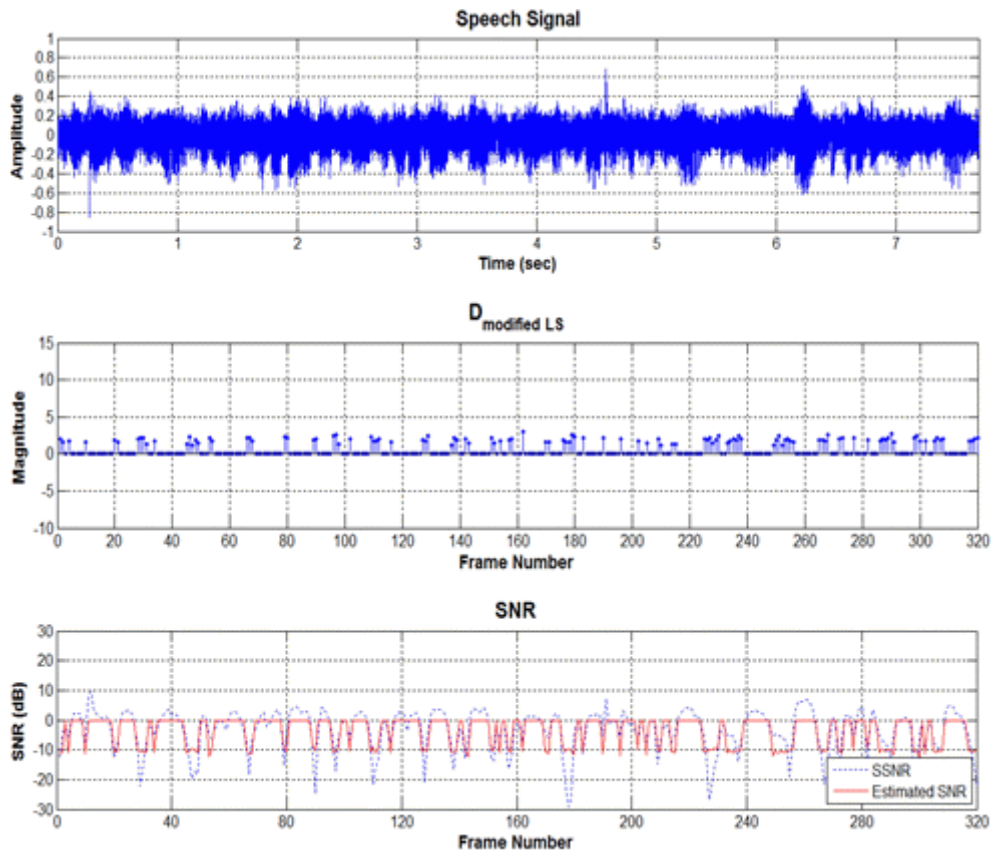 Speech Signal
Amplitude
1
0.8
0.6
0.4
0.2
0
-0.2
-0.4
-0.6
-0.8
-1
0 1 2 3 4 5 6 7
Time (sec)
D modified LS
Magnitude
15
10
5
0
-5
-10
0 20 40 60 80 100 120 140 160 180 200 220 240 260 280 300 320
Frame Number
SNR
SNR (dB)
30
20
10
0
-10
-20
-30
SSNR
Estimated SNR
0 40 80 120 160 200 240 280 320
Frame Number